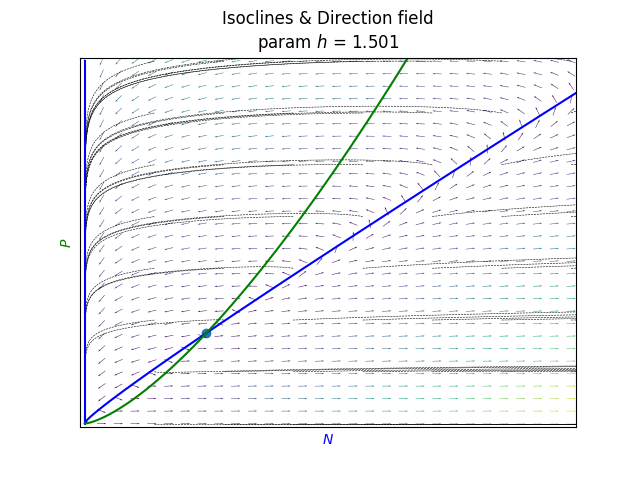 Isoclines & Direction field
param h = 1.501
P
N